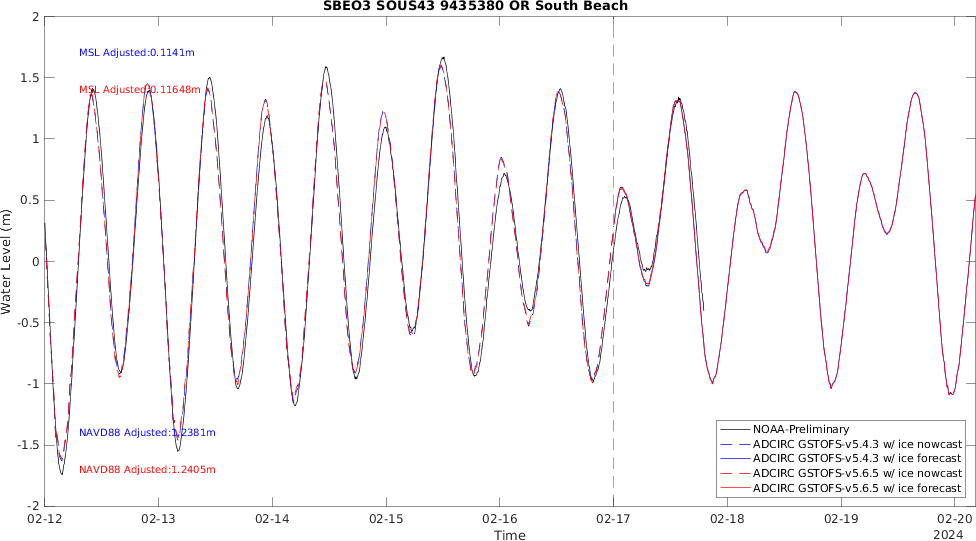 SBEO3 SOUS43 9435380 OR South Beach
2
1.5
1
0.5
0
-0.5
-1
-1.5
-2
Water Level (m)
MSL Adjusted:0.1141m
MSL Adjusted:0.11648m
NAVD88 Adjusted:1.2381m
NAVD88 Adjusted:1.2405m
NOAA-Preliminary
ADCIRC GSTOFS-v5.4.3 w/ ice nowcast
ADCIRC GSTOFS-v5.4.3 w/ ice forecast
ADCIRC GSTOFS-v5.6.5 w/ ice nowcast
ADCIRC GSTOFS-v5.6.5 w/ ice forecast
02-12 02-13 02-14 02-15 02-16 02-17 02-18 02-19 02-20
Time
2024